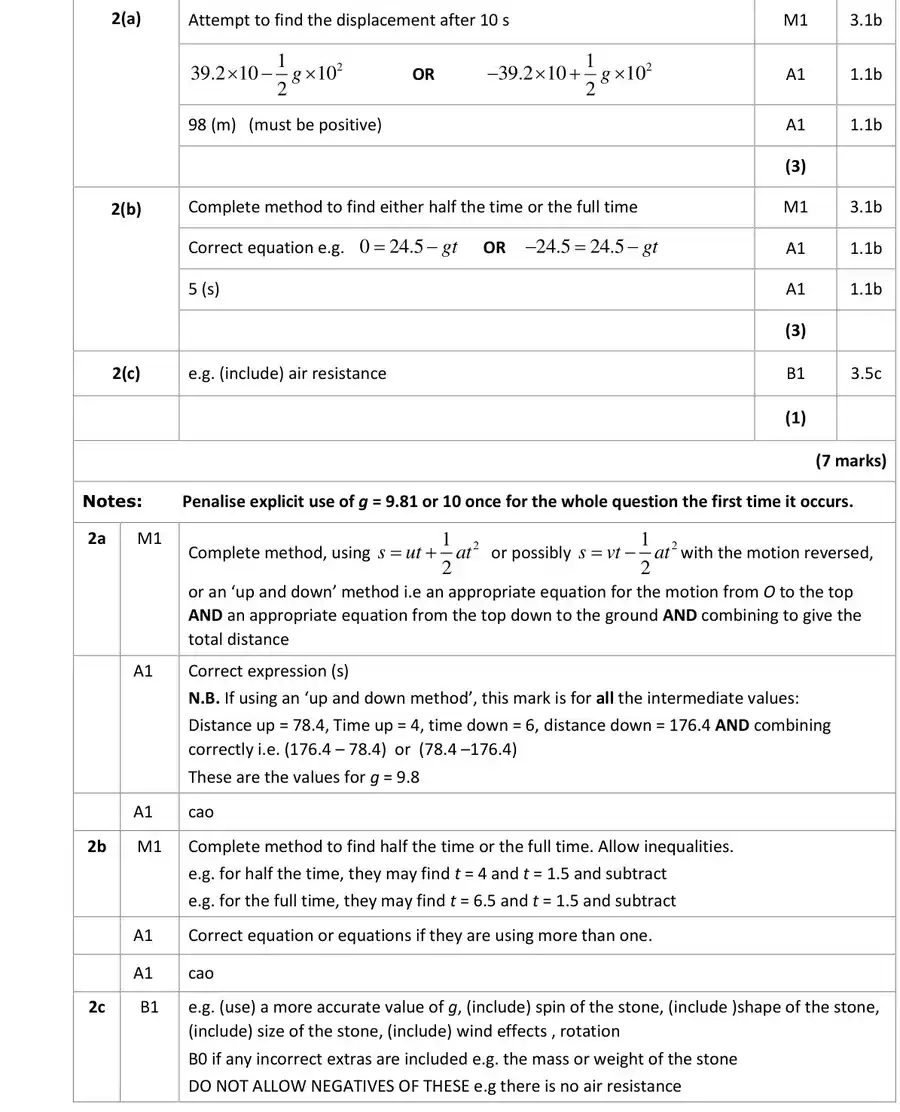 2(a) Attempt to find the displacement after 10 s M1 3.1b
39.2×10 − 1/2 g×10² OR −39.2×10 + 1/2 g×10² A1 1.1b
98 (m) (must be positive) A1 1.1b
(3)
2(b) Complete method to find either half the time or the full time M1 3.1b
Correct equation e.g. 0 = 24.5 − gt OR −24.5 = 24.5 − gt A1 1.1b
5 (s) A1 1.1b
(3)
2(c) e.g. (include) air resistance B1 3.5c
(1)
(7 marks)
Notes: Penalise explicit use of g = 9.81 or 10 once for the whole question the first time it occurs.
2a M1 Complete method, using s = ut + 1/2 at² or possibly s = vt − 1/2 at² with the motion reversed,
or an ‘up and down’ method i.e an appropriate equation for the motion from O to the top
AND an appropriate equation from the top down to the ground AND combining to give the
total distance
A1 Correct expression (s)
N.B. If using an ‘up and down method’, this mark is for all the intermediate values:
Distance up = 78.4, Time up = 4, time down = 6, distance down = 176.4 AND combining
correctly i.e. (176.4 – 78.4) or (78.4 –176.4)
These are the values for g = 9.8
A1 cao
2b M1 Complete method to find half the time or the full time. Allow inequalities.
e.g. for half the time, they may find t = 4 and t = 1.5 and subtract
e.g. for the full time, they may find t = 6.5 and t = 1.5 and subtract
A1 Correct equation or equations if they are using more than one.
A1 cao
2c B1 e.g. (use) a more accurate value of g, (include) spin of the stone, (include )shape of the stone,
(include) size of the stone, (include) wind effects , rotation
B0 if any incorrect extras are included e.g. the mass or weight of the stone
DO NOT ALLOW NEGATIVES OF THESE e.g there is no air resistance